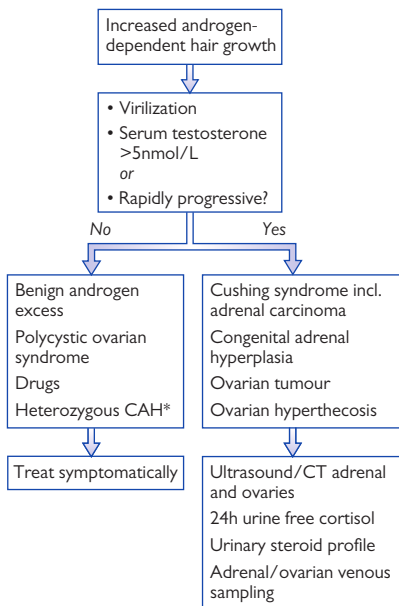 Increased androgen-
dependent hair growth
• Virilization
• Serum testosterone
>5nmol/L
or
• Rapidly progressive?
No
Yes
Benign androgen
excess
Polycystic ovarian
syndrome
Drugs
Heterozygous CAH*
Cushing syndrome incl.
adrenal carcinoma
Congenital adrenal
hyperplasia
Ovarian tumour
Ovarian hyperthecosis
Treat symptomatically
Ultrasound/CT adrenal
and ovaries
24h urine free cortisol
Urinary steroid profile
Adrenal/ovarian venous
sampling